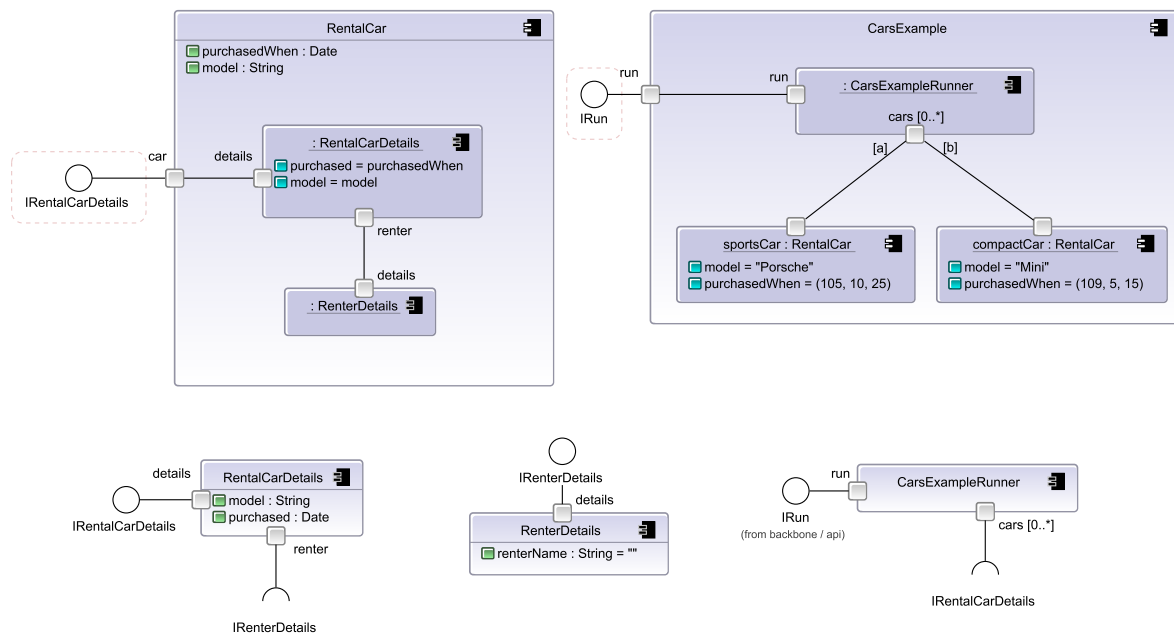 RentalCar
purchasedWhen : Date
model : String
car
details
: RentalCarDetails
purchased = purchasedWhen
model = model
IRentalCarDetails
renter
details
: RenterDetails
CarsExample
run
run
: CarsExampleRunner
IRun
cars [0..*]
[a]
[b]
sportsCar : RentalCar
model = "Porsche"
purchasedWhen = (105, 10, 25)
compactCar : RentalCar
model = "Mini"
purchasedWhen = (109, 5, 15)
details
RentalCarDetails
model : String
purchased : Date
IRentalCarDetails
renter
IRenterDetails
IRenterDetails
details
RenterDetails
renterName : String = ""
run
CarsExampleRunner
IRun
(from backbone / api)
cars [0..*]
IRentalCarDetails